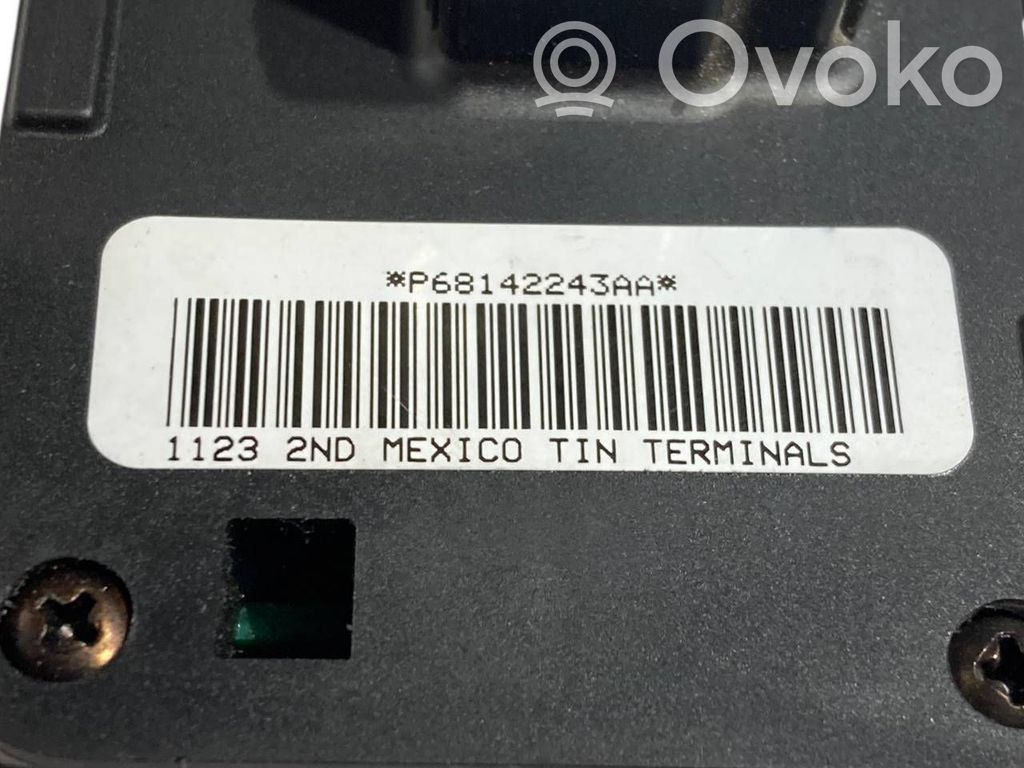 Ovoko
*P68142243AA*
1123 2ND MEXICO TIN TERMINALS